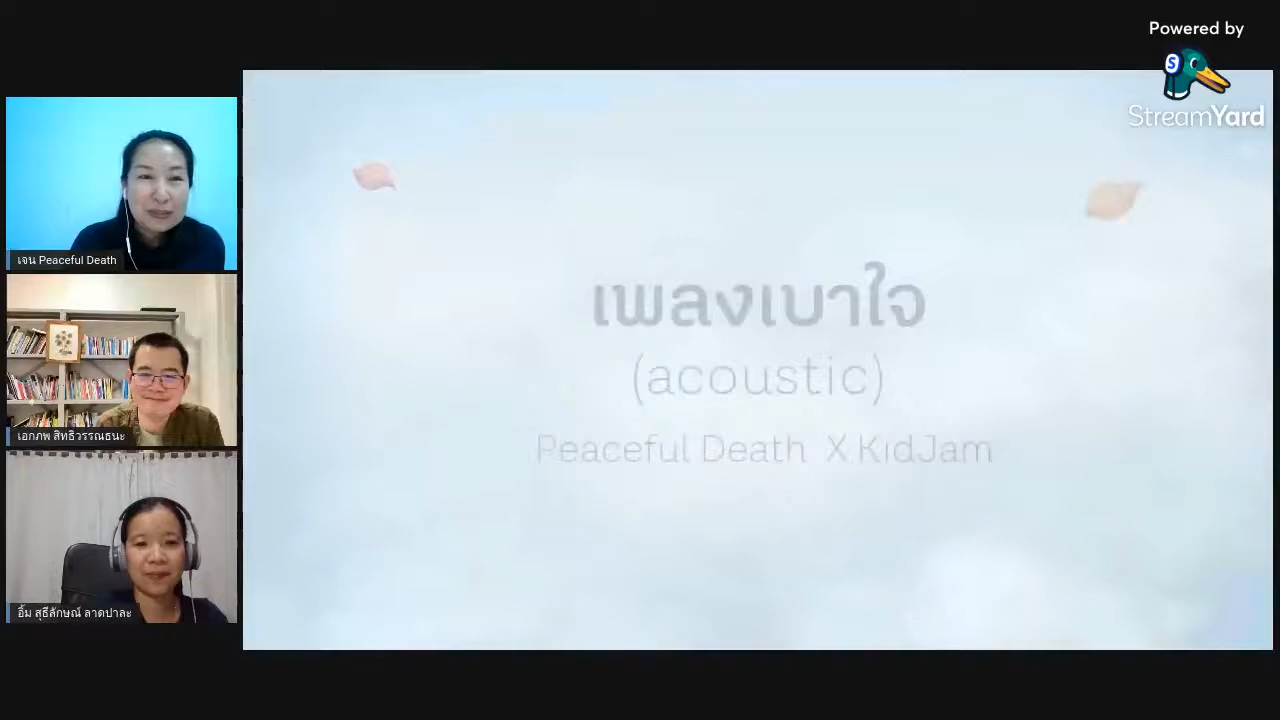 Powered by
S
StreamYard
เจน Peaceful Death
เอกภพ สิทธิวรรณธนะ
อิ้ม สุธีลักษณ์ ลาดปาละ
เพลงเบาใจ
(acoustic)
Peaceful Death X KidJam